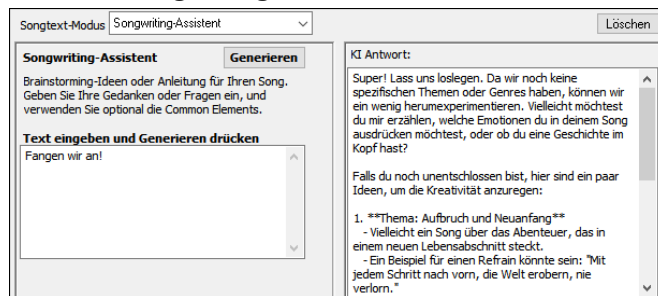 Songtext-Modus Songwriting-Assistent Löschen
Songwriting-Assistent Generieren
Brainstorming-Ideen oder Anleitung für Ihren Song.
Geben Sie Ihre Gedanken oder Fragen ein, und
verwenden Sie optional die Common Elements.
Text eingeben und Generieren drücken
Fangen wir an!
KI Antwort:
Super! Lass uns loslegen. Da wir noch keine
spezifischen Themen oder Genres haben, können wir
ein wenig herumexperimentieren. Vielleicht möchtest
du mir erzählen, welche Emotionen du in deinem Song
ausdrücken möchtest, oder ob du eine Geschichte im
Kopf hast?
Falls du noch unentschlossen bist, hier sind ein paar
Ideen, um die Kreativität anzuregen:
1. **Thema: Aufbruch und Neuanfang**
- Vielleicht ein Song über das Abenteuer, das in
einem neuen Lebensabschnitt steckt.
- Ein Beispiel für einen Refrain könnte sein: "Mit
jedem Schritt nach vorn, die Welt erobern, nie
verlorn."